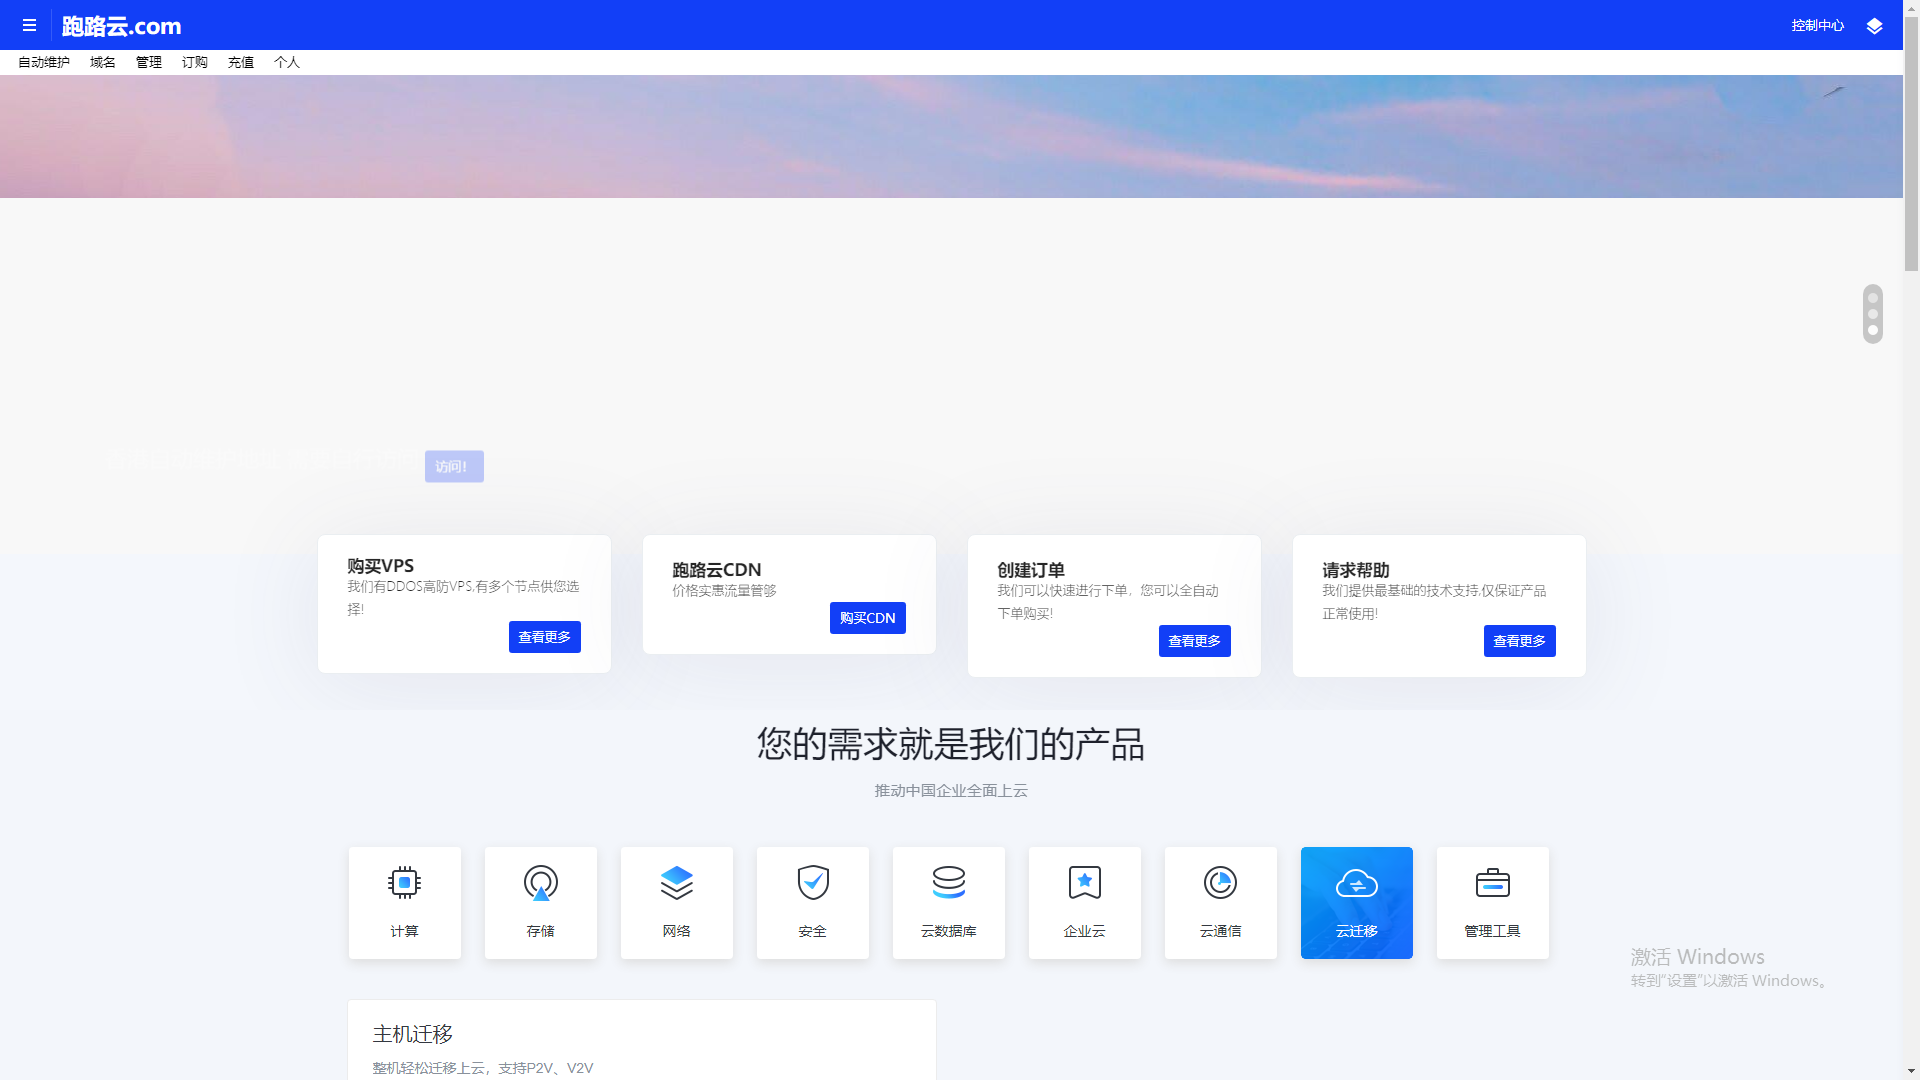 跑路云.com
控制中心
自动维护 域名 管理 订购 充值 个人
访问!
购买VPS
我们有DDOS高防VPS,有多个节点供您选
择!
查看更多
跑路云CDN
价格实惠流量管够
购买CDN
创建订单
我们可以快速进行下单，您可以全自动
下单购买!
查看更多
请求帮助
我们提供最基础的技术支持,仅保证产品
正常使用!
查看更多
您的需求就是我们的产品
推动中国企业全面上云
计算 存储 网络 安全 云数据库 企业云 云通信 云迁移 管理工具
激活 Windows
转到“设置”以激活 Windows。
主机迁移
整机轻松迁移上云，支持P2V、V2V